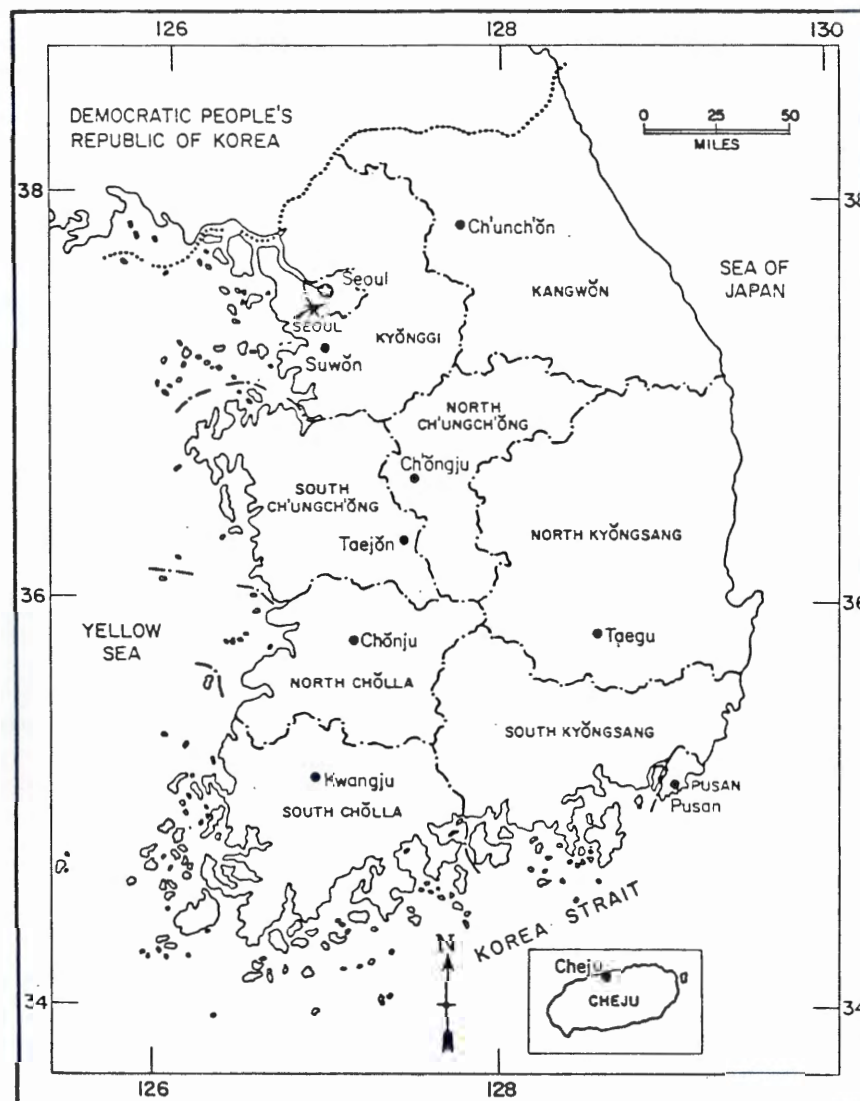 126
128
130
DEMOCRATIC PEOPLE'S
REPUBLIC OF KOREA
0 25 50
MILES
38
38
Ch'unch'ŏn
SEA OF
JAPAN
KANGWŎN
Seoul
SEOUL
KYŎNGGI
Suwŏn
NORTH
CH'UNGCH'ŎNG
Ch'ŏngju
SOUTH
CH'UNGCH'ŎNG
Taejŏn
NORTH KYŎNGSANG
36
36
YELLOW
SEA
Chŏnju
Taegu
NORTH CHŎLLA
SOUTH KYŎNGSANG
Kwangju
SOUTH CHŎLLA
PUSAN
Pusan
KOREA STRAIT
N
Cheju
CHEJU
34
34
126
128